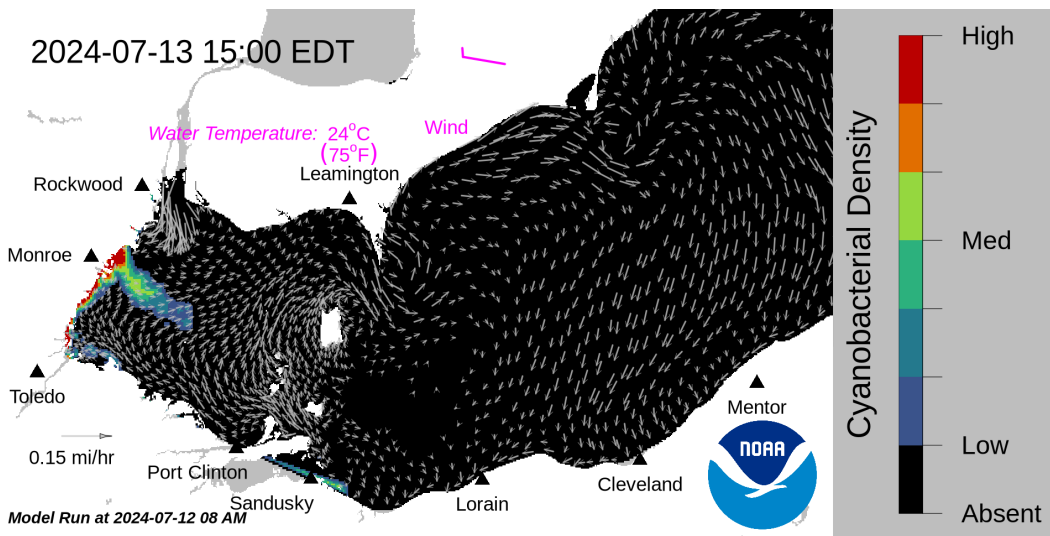 2024-07-13 15:00 EDT
Wind
Water Temperature: 24°C
(75°F)
Leamington
Rockwood
Monroe
Toledo
0.15 mi/hr
Port Clinton
Sandusky
Lorain
Cleveland
Mentor
NOAA
Model Run at 2024-07-12 08 AM
Cyanobacterial Density
High
Med
Low
Absent